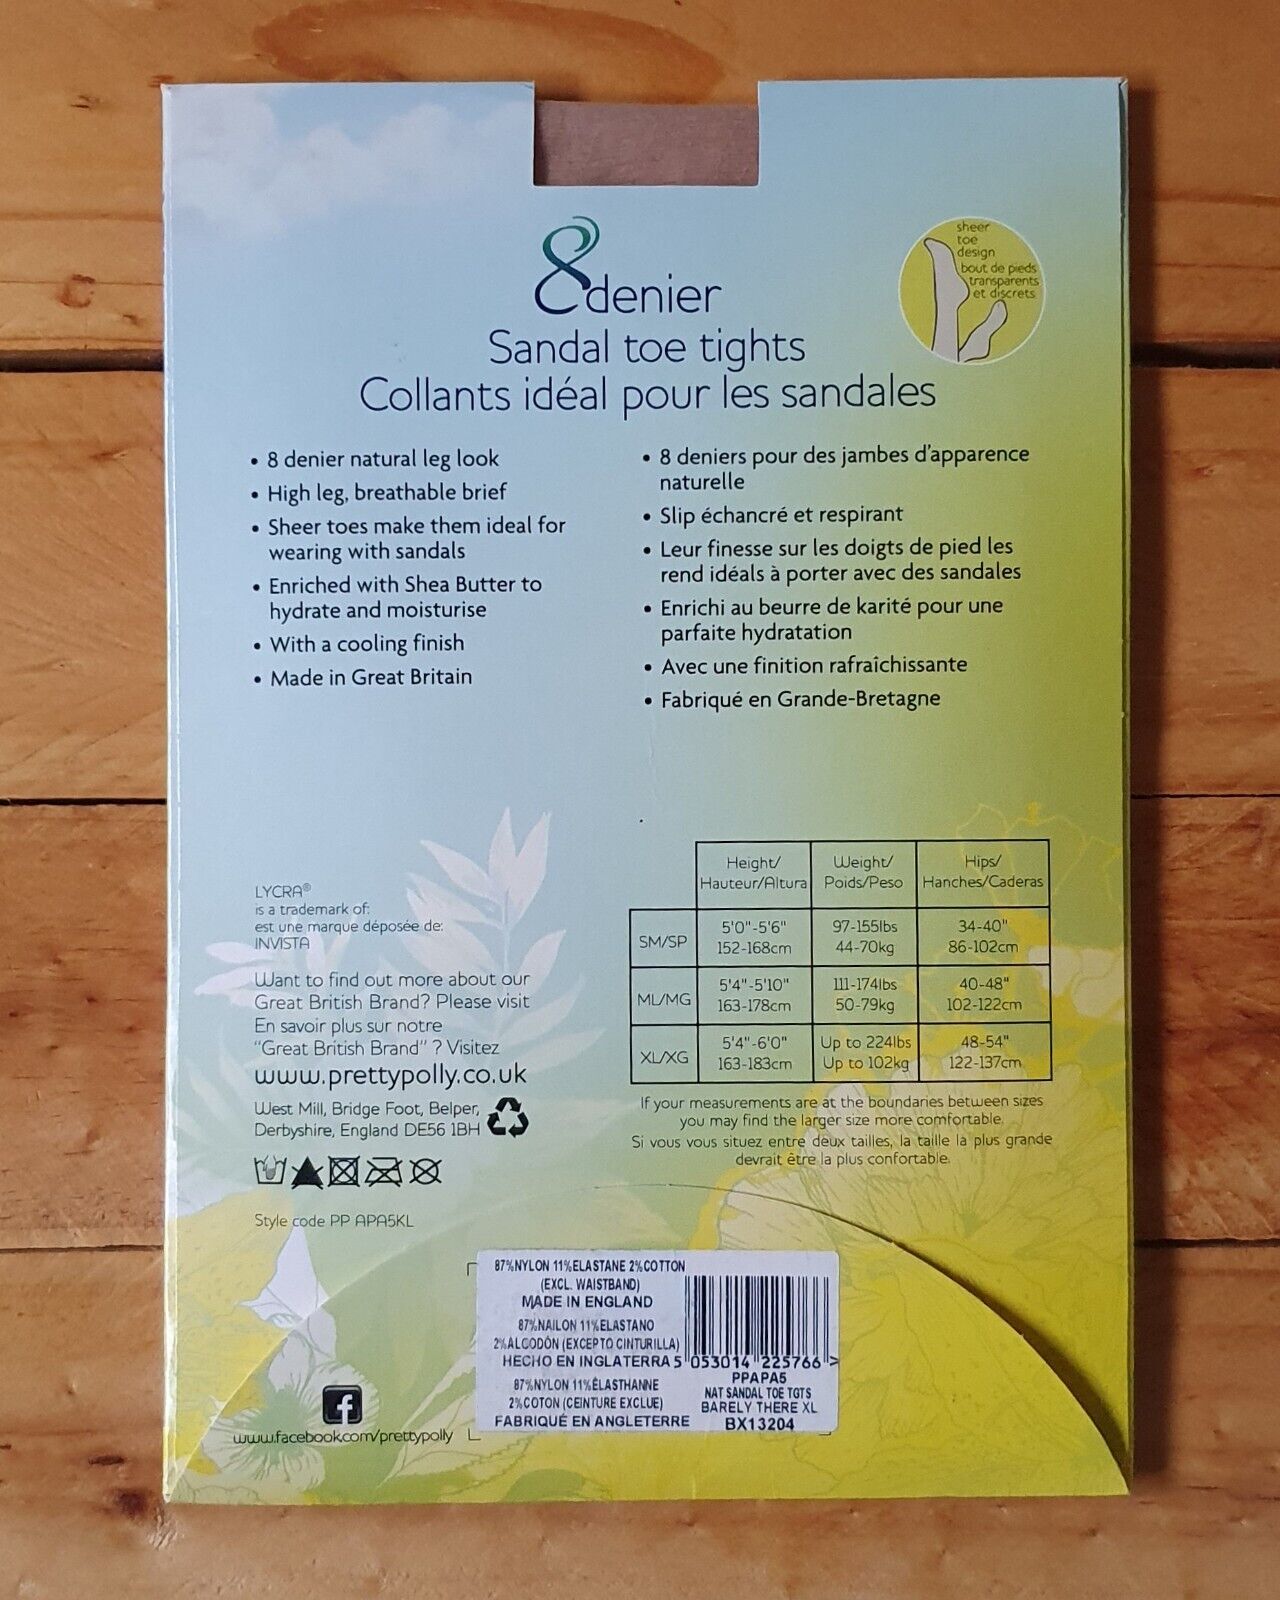 8denier
Sandal toe tights
Collants idéal pour les sandales
sheer
toe
design
bout de pieds
transparents
et discrets
• 8 denier natural leg look
• High leg, breathable brief
• Sheer toes make them ideal for
wearing with sandals
• Enriched with Shea Butter to
hydrate and moisturise
• With a cooling finish
• Made in Great Britain
• 8 deniers pour des jambes d'apparence
naturelle
• Slip échancré et respirant
• Leur finesse sur les doigts de pied les
rend idéals à porter avec des sandales
• Enrichi au beurre de karité pour une
parfaite hydratation
• Avec une finition rafraîchissante
• Fabriqué en Grande-Bretagne
LYCRA®
is a trademark of:
est une marque déposée de:
INVISTA
Want to find out more about our
Great British Brand? Please visit
En savoir plus sur notre
"Great British Brand" ? Visitez
www.prettypolly.co.uk
West Mill, Bridge Foot, Belper,
Derbyshire, England DE56 1BH
Style code PP APA5KL
Height/ Weight/ Hips/
Hauteur/Altura Poids/Peso Hanches/Caderas
SM/SP 5'0"-5'6" 97-155lbs 34-40"
152-168cm 44-70kg 86-102cm
ML/MG 5'4"-5'10" 111-174lbs 40-48"
163-178cm 50-79kg 102-122cm
XL/XG 5'4"-6'0" Up to 224lbs 48-54"
163-183cm Up to 102kg 122-137cm
If your measurements are at the boundaries between sizes
you may find the larger size more comfortable.
Si vous vous situez entre deux tailles, la taille la plus grande
devrait être la plus confortable.
87%NYLON 11%ELASTANE 2%COTTON
(EXCL. WAISTBAND)
MADE IN ENGLAND
87%NAILON 11%ELASTANO
2%ALGODÓN (EXCEPTO CINTURILLA)
HECHO EN INGLATERRA
87%NYLON 11%ÉLASTHANNE
2%COTON (CEINTURE EXCLUE)
FABRIQUÉ EN ANGLETERRE
5 053014 225766 >
PPAPA5
NAT SANDAL TOE TGTS
BARELY THERE XL
BX13204
f
www.facebook.com/prettypolly